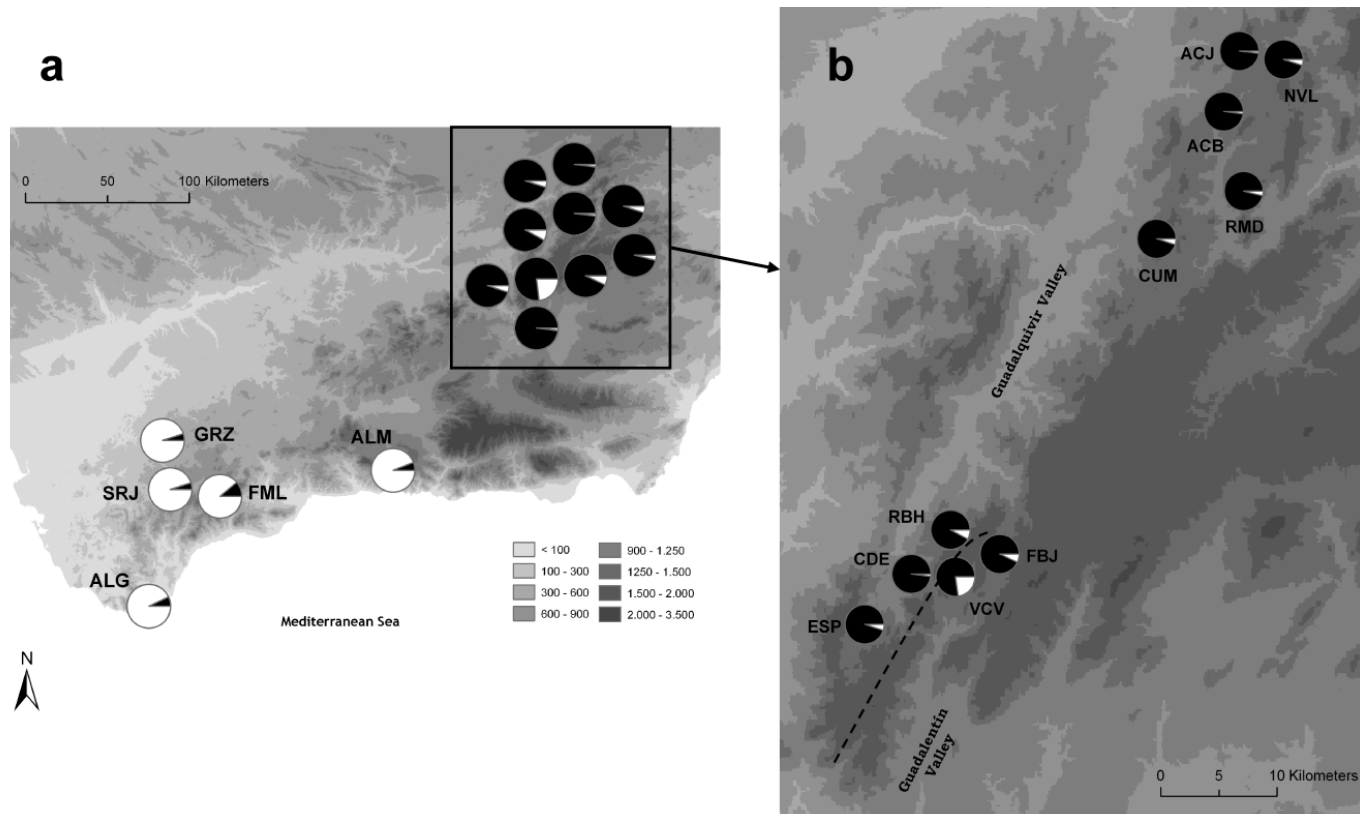 a
0 50 100 Kilometers
GRZ
ALM
SRJ
FML
ALG
Mediterranean Sea
< 100
100 - 300
300 - 600
600 - 900
900 - 1.250
1250 - 1.500
1.500 - 2.000
2.000 - 3.500
N
b
ACJ
NVL
ACB
RMD
CUM
Guadalquivir Valley
RBH
FBJ
CDE
VCV
ESP
Guadalentín
Valley
0 5 10 Kilometers